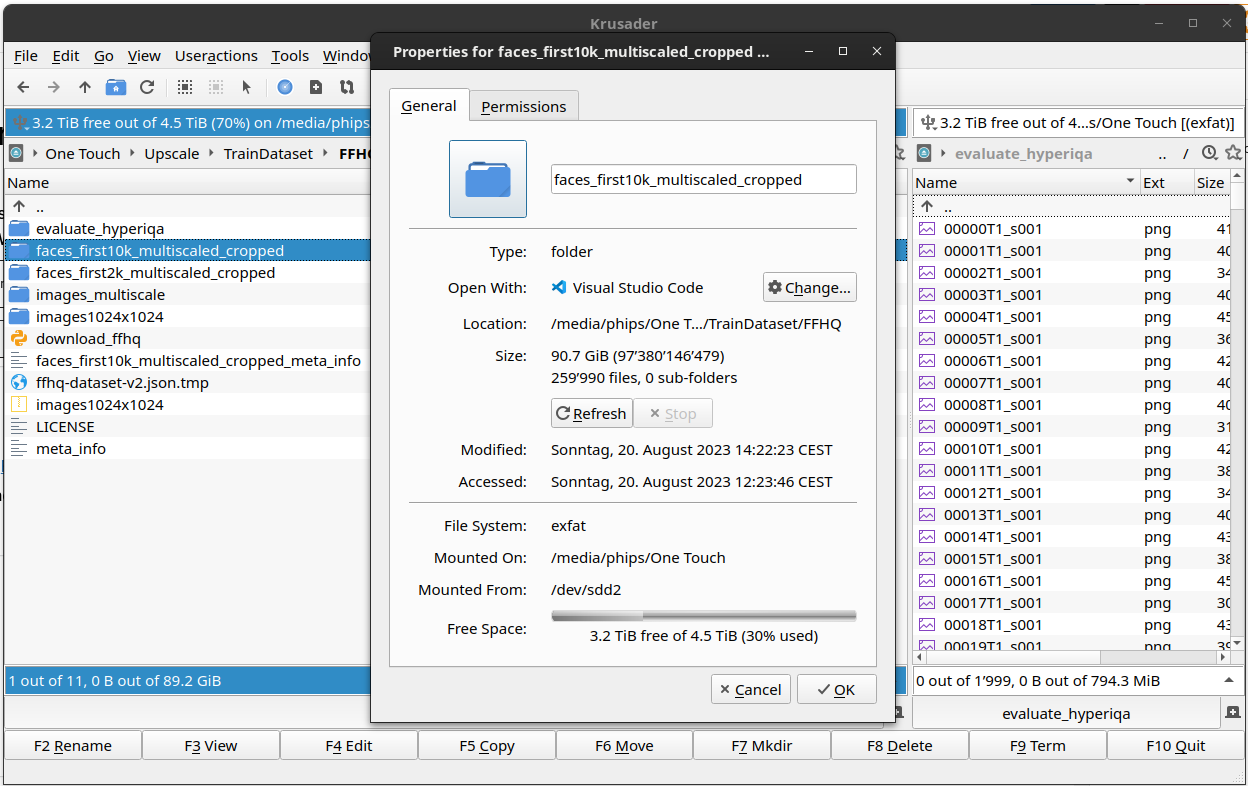 Krusader
File Edit Go View Useractions Tools Windo
Properties for faces_first10k_multiscaled_cropped ...
General Permissions
faces_first10k_multiscaled_cropped
Type: folder
Open With: Visual Studio Code Change...
Location: /media/phips/One T.../TrainDataset/FFHQ
Size: 90.7 GiB (97'380'146'479)
259'990 files, 0 sub-folders
Refresh Stop
Modified: Sonntag, 20. August 2023 14:22:23 CEST
Accessed: Sonntag, 20. August 2023 12:23:46 CEST
File System: exfat
Mounted On: /media/phips/One Touch
Mounted From: /dev/sdd2
Free Space:
3.2 TiB free of 4.5 TiB (30% used)
Cancel OK
3.2 TiB free out of 4.5 TiB (70%) on /media/phips
One Touch Upscale TrainDataset FFH
Name
..
evaluate_hyperiqa
faces_first10k_multiscaled_cropped
faces_first2k_multiscaled_cropped
images_multiscale
images1024x1024
download_ffhq
faces_first10k_multiscaled_cropped_meta_info
ffhq-dataset-v2.json.tmp
images1024x1024
LICENSE
meta_info
1 out of 11, 0 B out of 89.2 GiB
3.2 TiB free out of 4...s/One Touch [(exfat)]
evaluate_hyperiqa .. /
Name Ext Size
..
00000T1_s001 png 41
00001T1_s001 png 40
00002T1_s001 png 34
00003T1_s001 png 40
00004T1_s001 png 45
00005T1_s001 png 36
00006T1_s001 png 42
00007T1_s001 png 40
00008T1_s001 png 40
00009T1_s001 png 31
00010T1_s001 png 42
00011T1_s001 png 38
00012T1_s001 png 34
00013T1_s001 png 40
00014T1_s001 png 43
00015T1_s001 png 38
00016T1_s001 png 45
00017T1_s001 png 30
00018T1_s001 png 43
00019T1_s001 png 39
0 out of 1'999, 0 B out of 794.3 MiB
evaluate_hyperiqa
F2 Rename F3 View F4 Edit F5 Copy F6 Move F7 Mkdir F8 Delete F9 Term F10 Quit